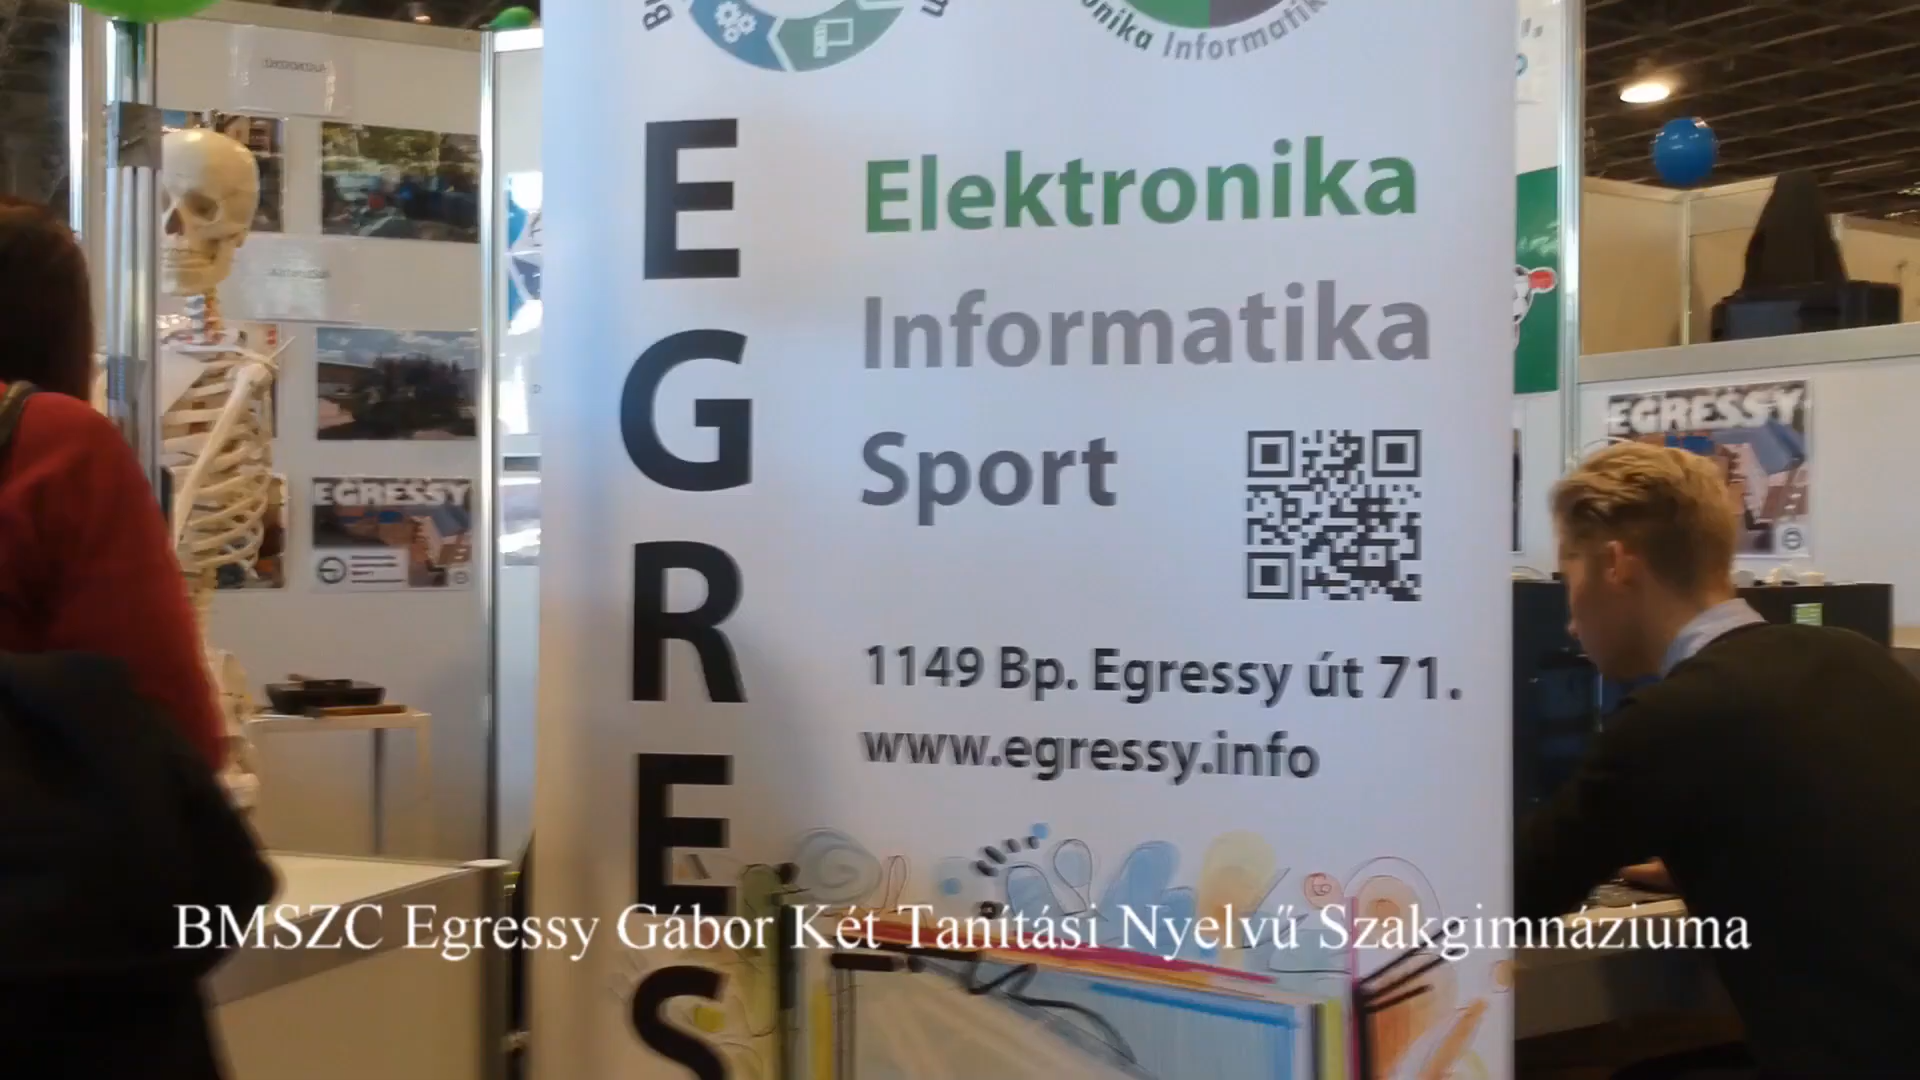 onika Informatik
EGRES
Elektronika
Informatika
Sport
1149 Bp. Egressy út 71.
www.egressy.info
EGRESSY
EGRESSY
BMSZC Egressy Gábor Két Tanítási Nyelvű Szakgimnáziuma